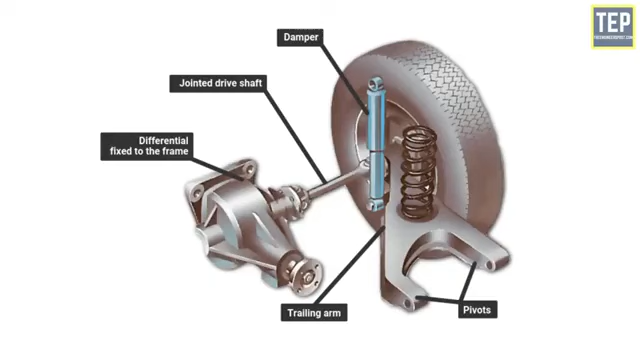 TEP
Damper
Jointed drive shaft
Differential
fixed to the frame
Trailing arm
Pivots